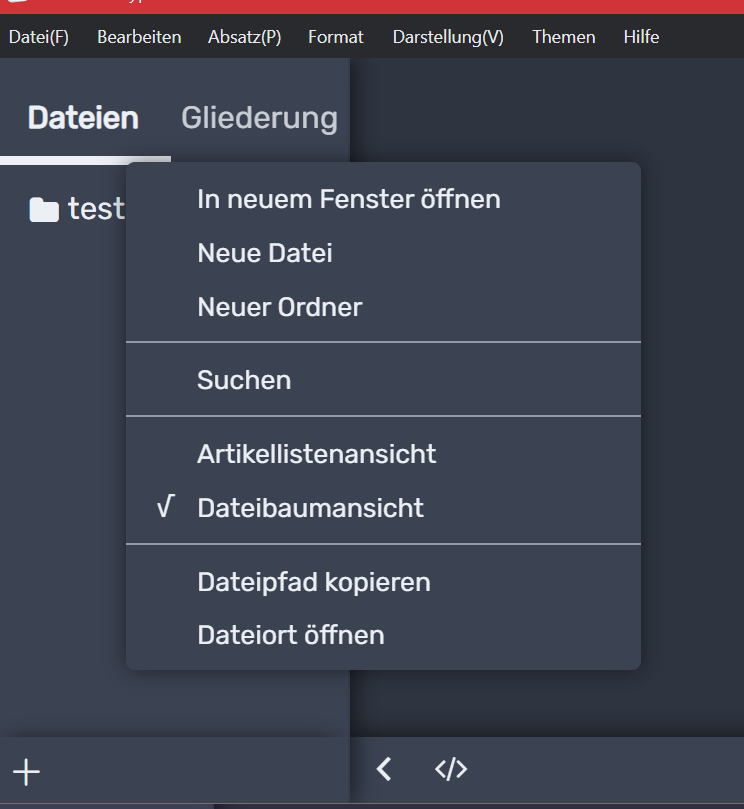 Datei(F) Bearbeiten Absatz(P) Format Darstellung(V) Themen Hilfe
Dateien Gliederung
test
In neuem Fenster öffnen
Neue Datei
Neuer Ordner
Suchen
Artikellistenansicht
√ Dateibaumansicht
Dateipfad kopieren
Dateiort öffnen